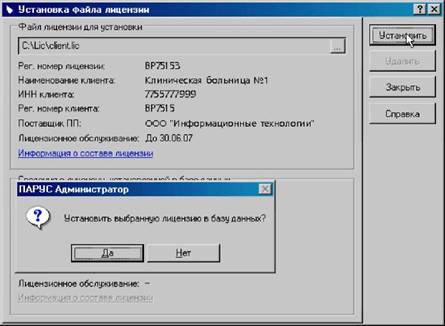 Установка файла лицензии
Файл лицензии для установки
C:\Lic\client.lic
...
Установить
Удалить
Закрыть
Справка
Рег. номер лицензии: BP75153
Наименование клиента: Клиническая больница №1
ИНН клиента: 7755777999
Рег. номер клиента: BP7515
Поставщик ПП: ООО "Информационные технологии"
Лицензионное обслуживание: До 30.06.07
Информация о составе лицензии
ПАРУС Администратор
Установить выбранную лицензию в базу данных?
Да
Нет
Лицензионное обслуживание: –
Информация о составе лицензии